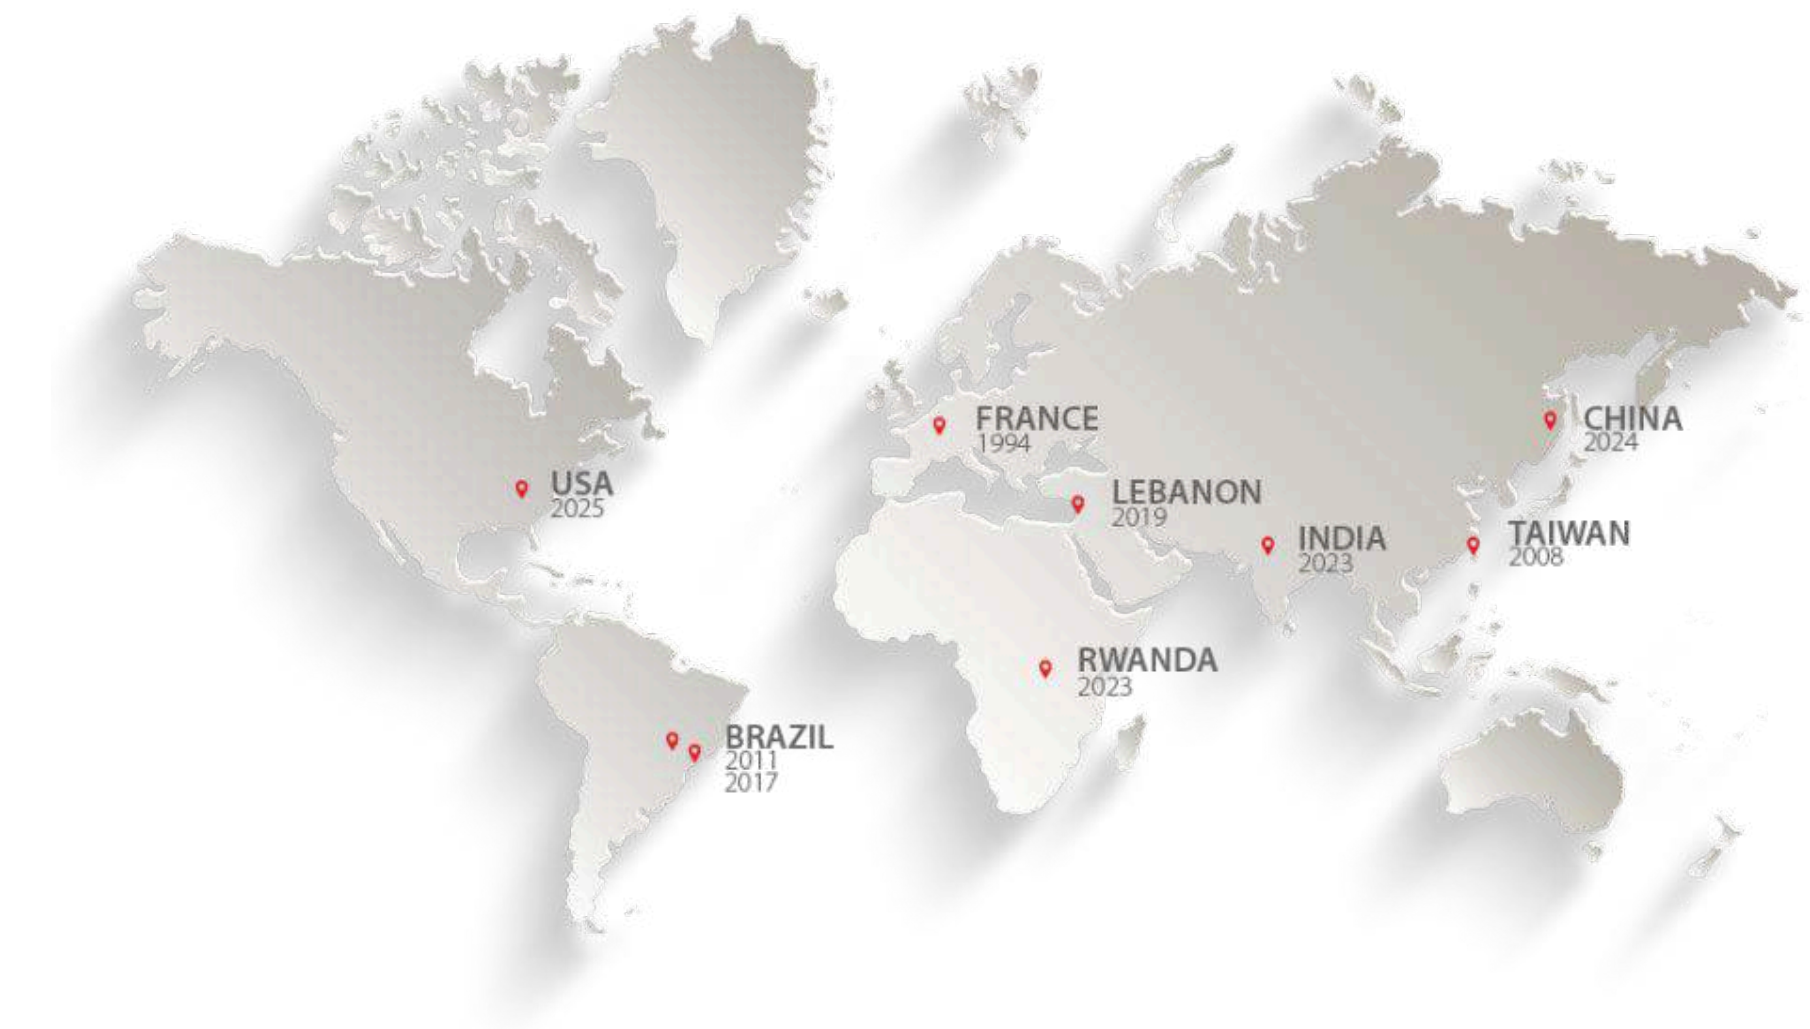 FRANCE
1994
CHINA
2024
USA
2025
LEBANON
2019
INDIA
2023
TAIWAN
2008
RWANDA
2023
BRAZIL
2011
2017